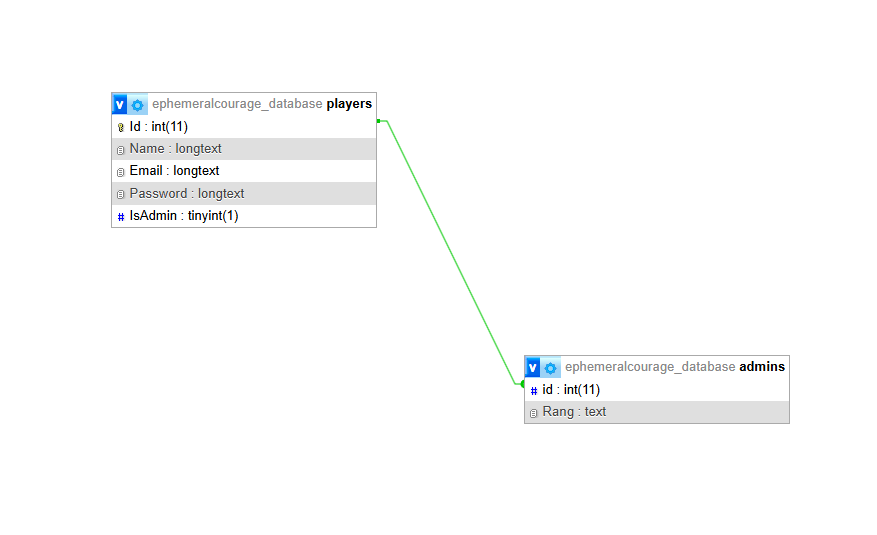 v ephemeralcourage_database players
Id : int(11)
Name : longtext
Email : longtext
Password : longtext
# IsAdmin : tinyint(1)
v ephemeralcourage_database admins
# id : int(11)
Rang : text